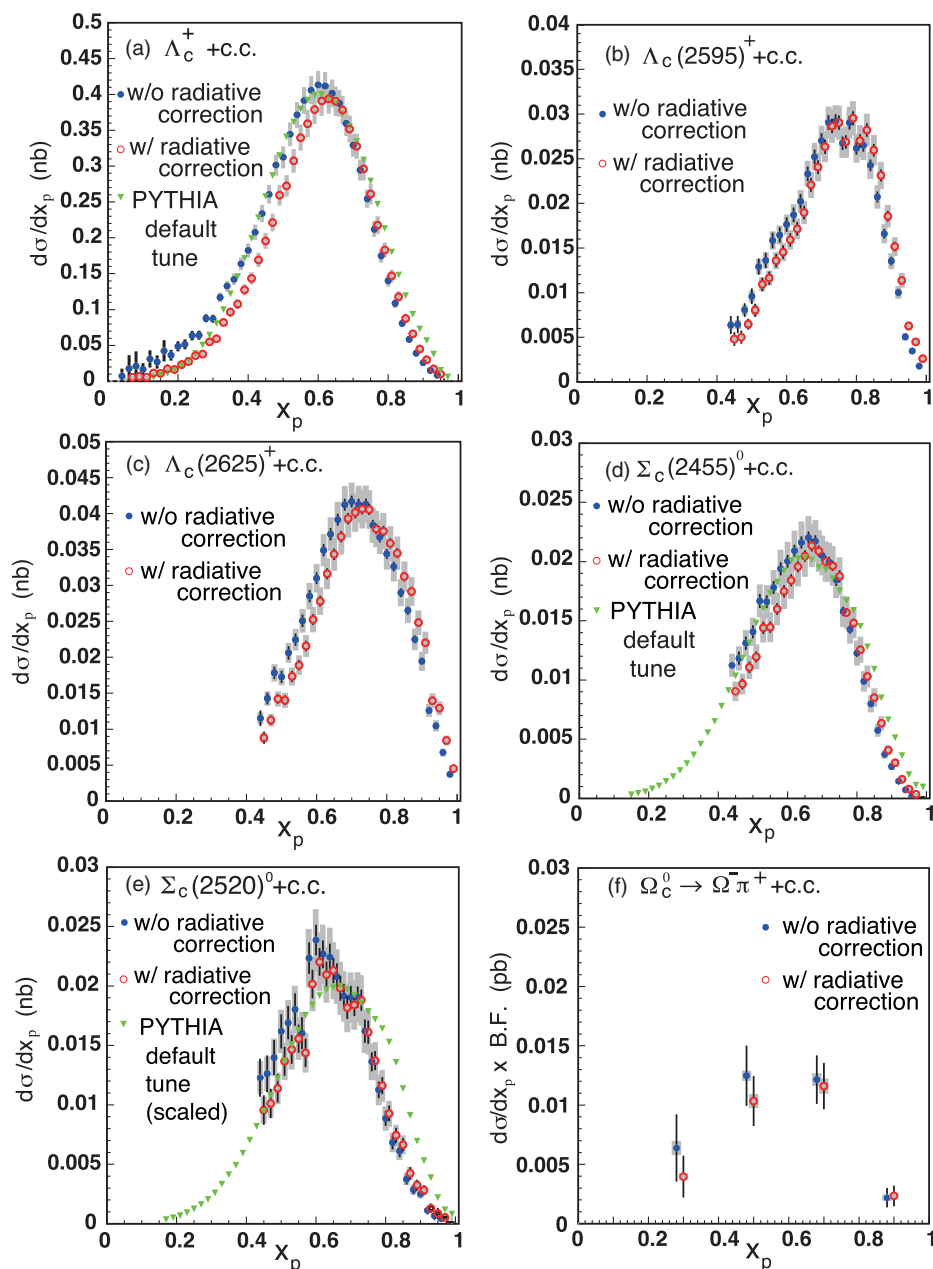 (a) Λc+ +c.c.
w/o radiative
correction
w/ radiative
correction
PYTHIA
default
tune
dσ/dxp (nb)
0.5
0.45
0.4
0.35
0.3
0.25
0.2
0.15
0.1
0.05
0
0 0.2 0.4 0.6 0.8 1
xp
(b) Λc(2595)+ +c.c.
w/o radiative
correction
w/ radiative
correction
dσ/dxp (nb)
0.04
0.035
0.03
0.025
0.02
0.015
0.01
0.005
0
0 0.2 0.4 0.6 0.8 1
xp
(c) Λc(2625)+ +c.c.
w/o radiative
correction
w/ radiative
correction
dσ/dxp (nb)
0.05
0.045
0.04
0.035
0.03
0.025
0.02
0.015
0.01
0.005
0
0 0.2 0.4 0.6 0.8 1
xp
(d) Σc(2455)0 +c.c.
w/o radiative
correction
w/ radiative
correction
PYTHIA
default
tune
dσ/dxp (nb)
0.03
0.025
0.02
0.015
0.01
0.005
0
0 0.2 0.4 0.6 0.8 1
xp
(e) Σc(2520)0 +c.c.
w/o radiative
correction
w/ radiative
correction
PYTHIA
default
tune
(scaled)
dσ/dxp (nb)
0.03
0.025
0.02
0.015
0.01
0.005
0
0 0.2 0.4 0.6 0.8 1
xp
(f) Ωc0 → Ω-π+ +c.c.
w/o radiative
correction
w/ radiative
correction
dσ/dxp x B.F. (pb)
0.03
0.025
0.02
0.015
0.01
0.005
0
0 0.2 0.4 0.6 0.8 1
xp